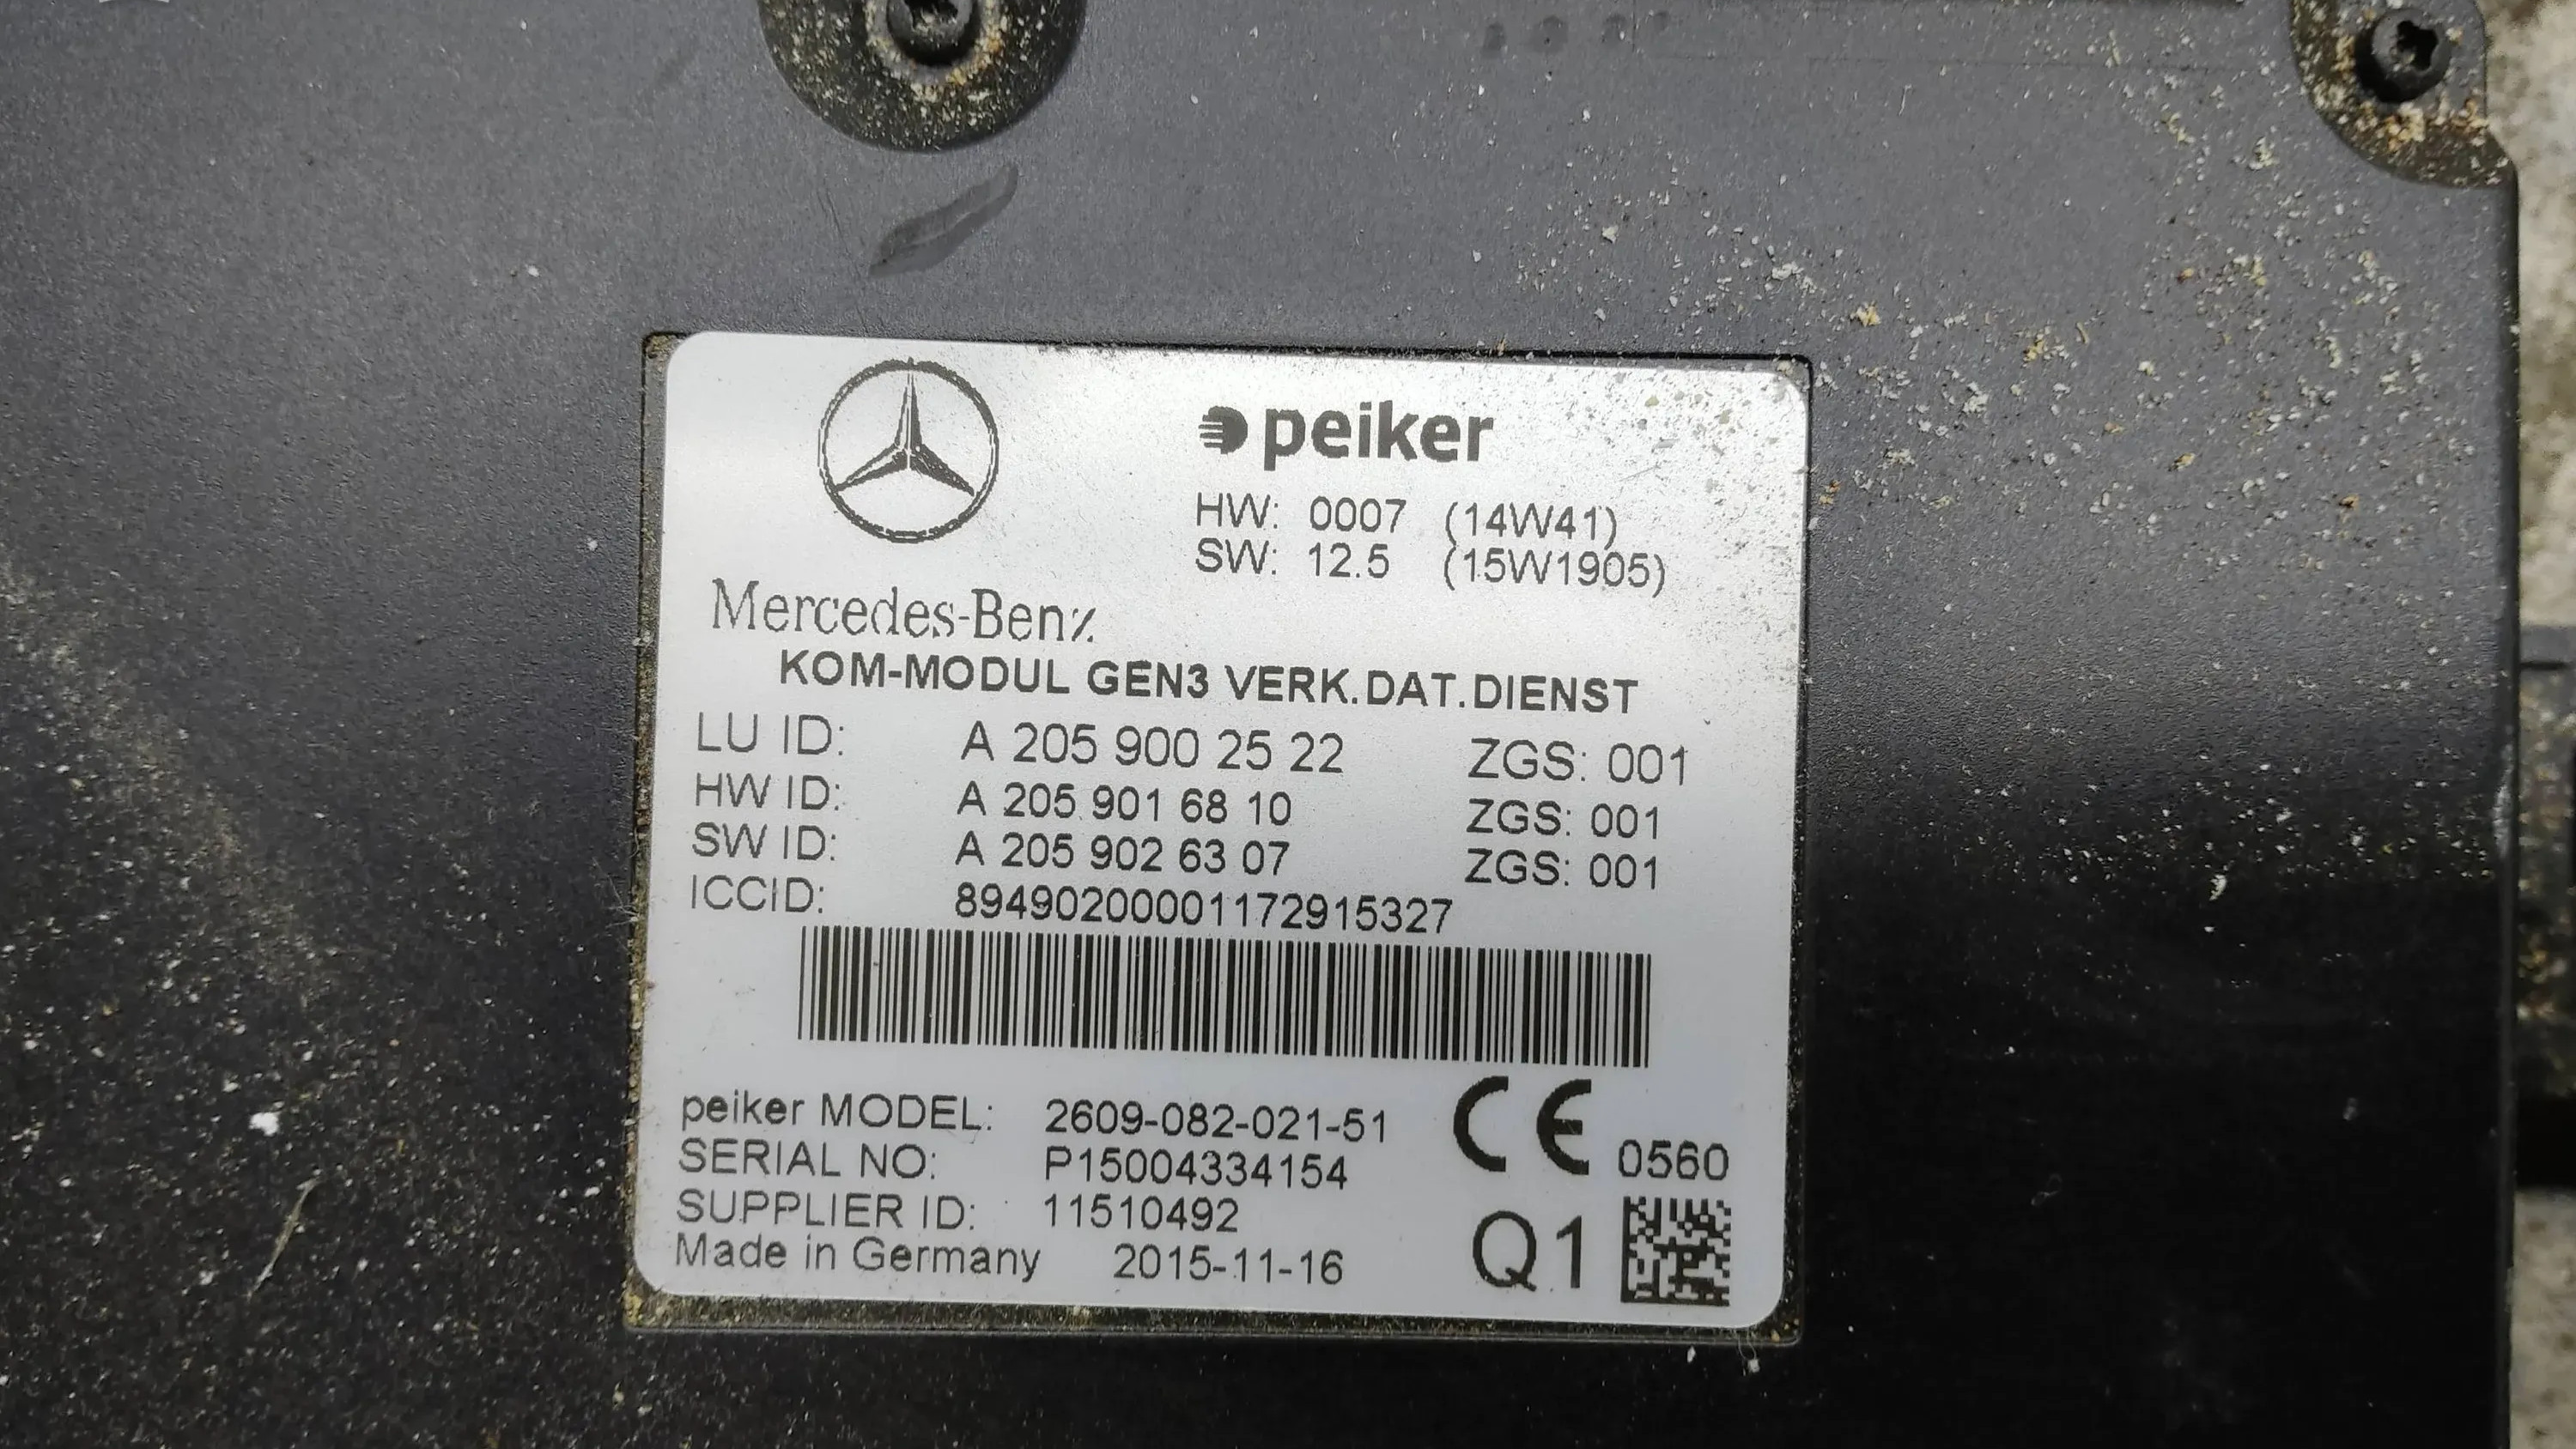 peiker
HW: 0007 (14W41)
SW: 12.5 (15W1905)
Mercedes-Benz
KOM-MODUL GEN3 VERK.DAT.DIENST
LU ID: A 205 900 25 22 ZGS: 001
HW ID: A 205 901 68 10 ZGS: 001
SW ID: A 205 902 63 07 ZGS: 001
ICCID: 89490200001172915327
peiker MODEL: 2609-082-021-51
CE 0560
SERIAL NO: P15004334154
SUPPLIER ID: 11510492
Made in Germany 2015-11-16
Q1